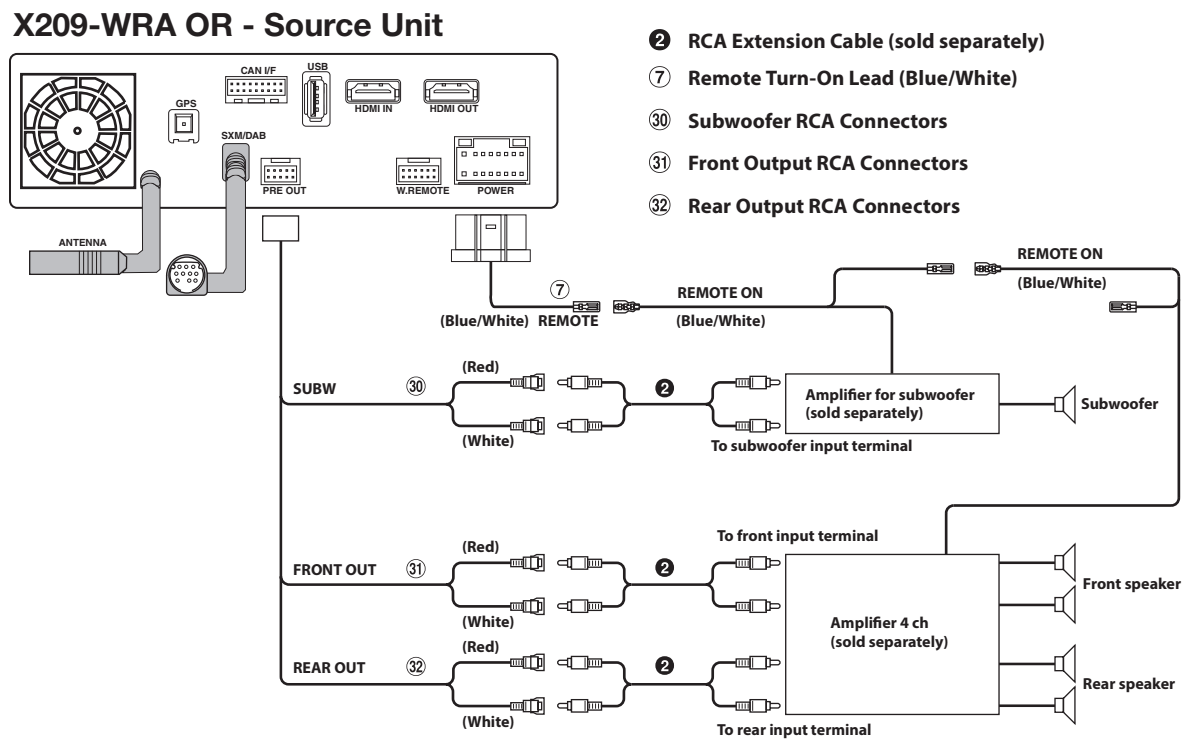 X209-WRA OR - Source Unit
❷ RCA Extension Cable (sold separately)
⑦ Remote Turn-On Lead (Blue/White)
㉚ Subwoofer RCA Connectors
㉛ Front Output RCA Connectors
㉜ Rear Output RCA Connectors
CAN I/F
USB
HDMI IN
HDMI OUT
GPS
SXM/DAB
PRE OUT
W.REMOTE
POWER
ANTENNA
⑦
(Blue/White) REMOTE
REMOTE ON
(Blue/White)
REMOTE ON
(Blue/White)
SUBW
㉚
(Red)
(White)
❷
Amplifier for subwoofer
(sold separately)
Subwoofer
To subwoofer input terminal
FRONT OUT
㉛
(Red)
(White)
❷
To front input terminal
Front speaker
Amplifier 4 ch
(sold separately)
REAR OUT
㉜
(Red)
(White)
❷
Rear speaker
To rear input terminal